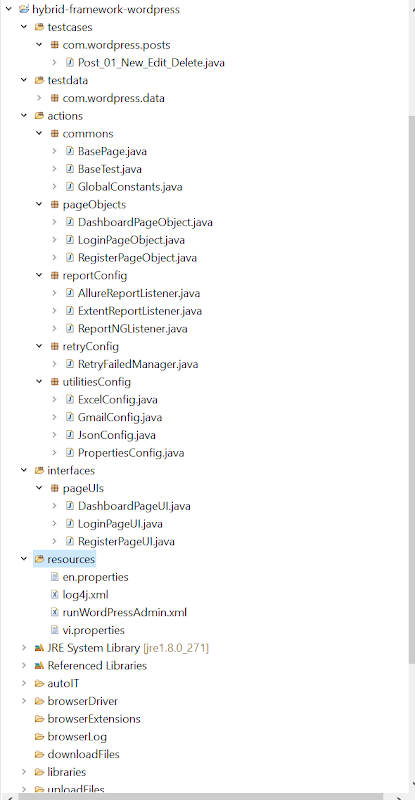 hybrid-framework-wordpress
testcases
com.wordpress.posts
Post_01_New_Edit_Delete.java
testdata
com.wordpress.data
actions
commons
BasePage.java
BaseTest.java
GlobalConstants.java
pageObjects
DashboardPageObject.java
LoginPageObject.java
RegisterPageObject.java
reportConfig
AllureReportListener.java
ExtentReportListener.java
ReportNGListener.java
retryConfig
RetryFailedManager.java
utilitiesConfig
ExcelConfig.java
GmailConfig.java
JsonConfig.java
PropertiesConfig.java
interfaces
pageUIs
DashboardPageUI.java
LoginPageUI.java
RegisterPageUI.java
resources
en.properties
log4j.xml
runWordPressAdmin.xml
vi.properties
JRE System Library [jre1.8.0_271]
Referenced Libraries
autoIT
browserDriver
browserExtensions
browserLog
downloadFiles
libraries
uploadFiles